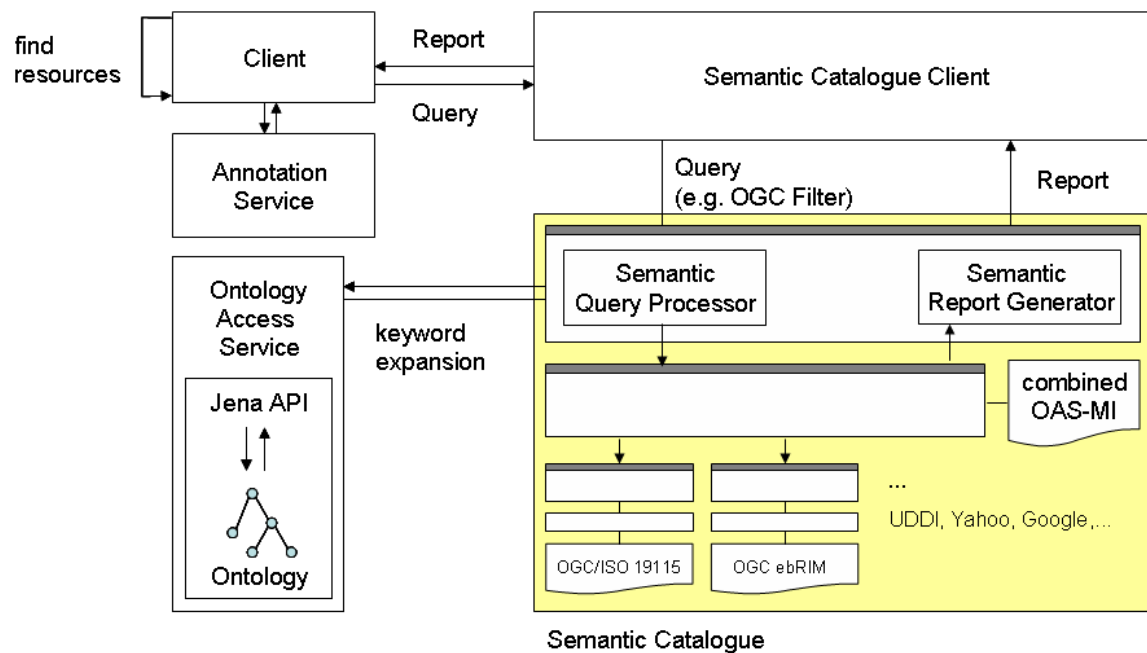 find
resources
Client
Report
Query
Semantic Catalogue Client
Annotation
Service
Query
(e.g. OGC Filter)
Report
Ontology
Access
Service
keyword
expansion
Semantic
Query Processor
Semantic
Report Generator
Jena API
Ontology
combined
OAS-MI
...
UDDI, Yahoo, Google,...
OGC/ISO 19115
OGC ebRIM
Semantic Catalogue